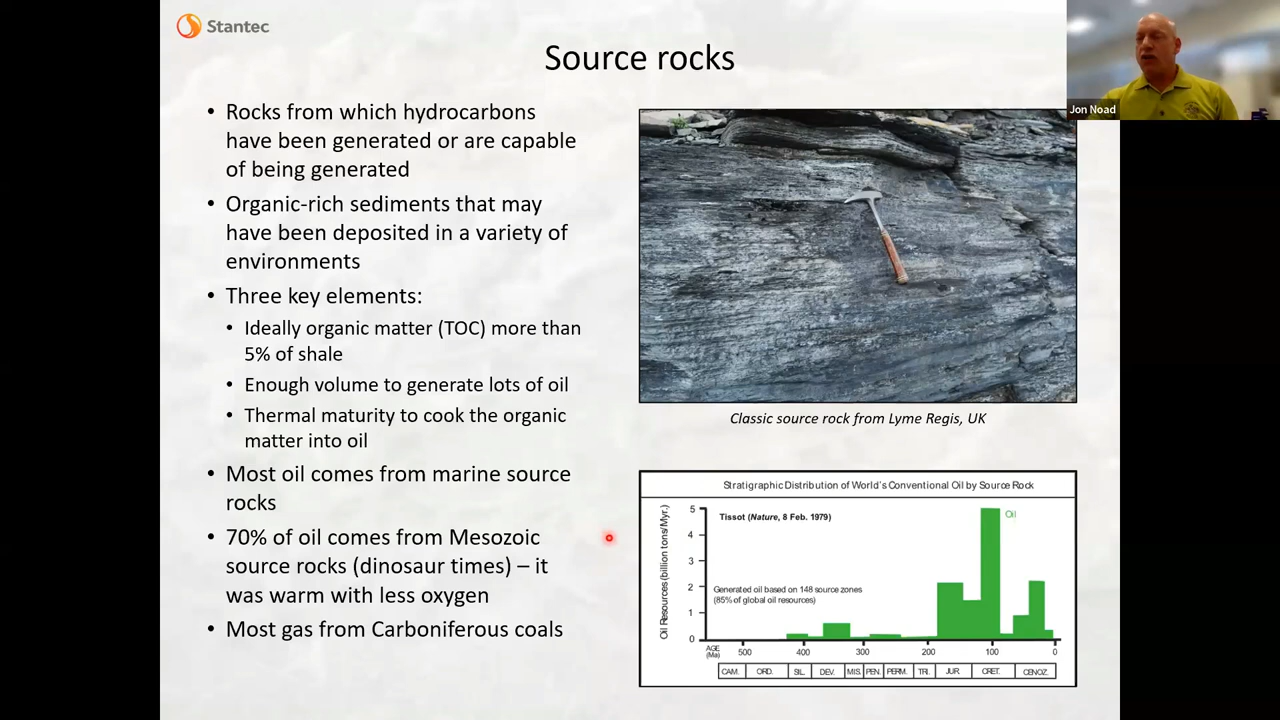 Stantec
Source rocks
• Rocks from which hydrocarbons
have been generated or are capable
of being generated
• Organic-rich sediments that may
have been deposited in a variety of
environments
• Three key elements:
• Ideally organic matter (TOC) more than
5% of shale
• Enough volume to generate lots of oil
• Thermal maturity to cook the organic
matter into oil
• Most oil comes from marine source
rocks
• 70% of oil comes from Mesozoic
source rocks (dinosaur times) – it
was warm with less oxygen
• Most gas from Carboniferous coals
Jon Noad
Classic source rock from Lyme Regis, UK
Stratigraphic Distribution of World's Conventional Oil by Source Rock
Oil Resources (billion tons/Myr.)
5
4
3
2
1
0
Tissot (Nature, 8 Feb. 1979)
Oil
Generated oil based on 148 source zones
(85% of global oil resources)
AGE
(Ma)
500 400 300 200 100 0
CAM. ORD. SIL. DEV. MIS. PEN. PERM. TRI. JUR. CRET. CENOZ.